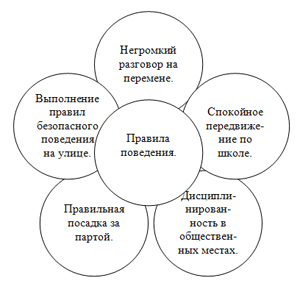 Негромкий
разговор на
перемене.
Выполнение
правил
безопасного
поведения
на улице.
Правила
поведения.
Спокойное
передвиже-
ние по
школе.
Правильная
посадка за
партой.
Дисципли-
нирован-
ность в
обществен-
ных местах.